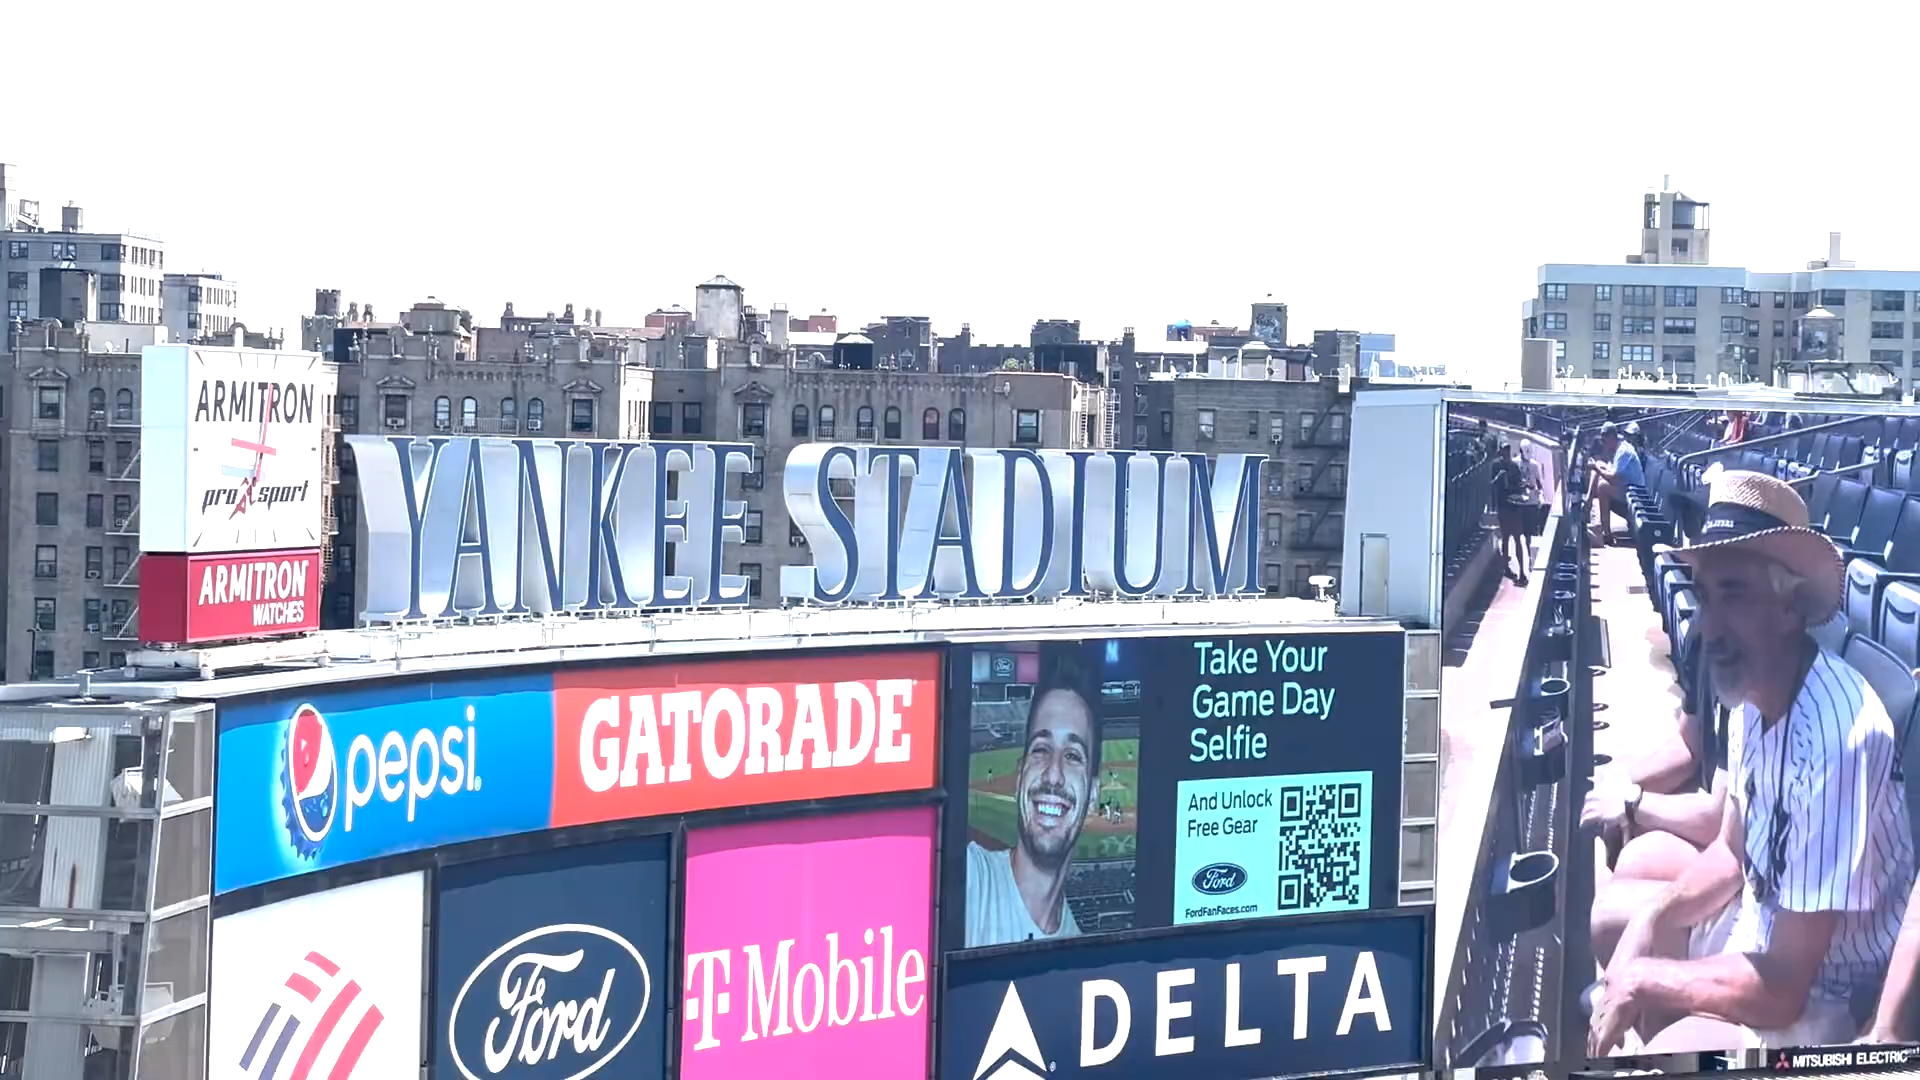 ARMITRON
pro sport
ARMITRON
WATCHES
YANKEE STADIUM
pepsi
GATORADE
Take Your
Game Day
Selfie
And Unlock
Free Gear
Ford
FordFanFaces.com
Ford
T Mobile
DELTA
MITSUBISHI ELECTRIC